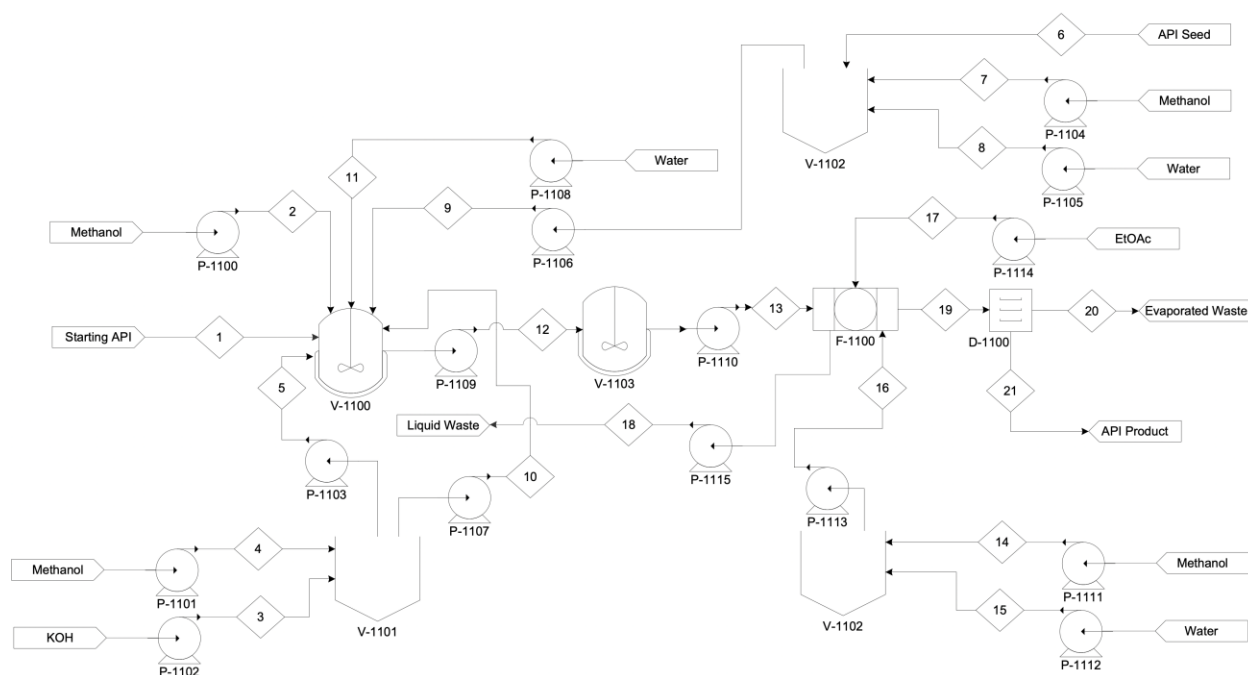 6
API Seed
7
Methanol
P-1104
8
Water
P-1105
V-1102
11
Water
P-1108
2
9
Methanol
P-1100
P-1106
17
EtOAc
P-1114
Starting API
1
12
13
19
20
Evaporated Waste
P-1109
P-1110
F-1100
D-1100
5
V-1100
V-1103
16
21
Liquid Waste
18
API Product
P-1103
10
P-1115
P-1107
P-1113
4
14
Methanol
P-1101
Methanol
P-1111
3
15
KOH
P-1102
V-1101
V-1102
Water
P-1112